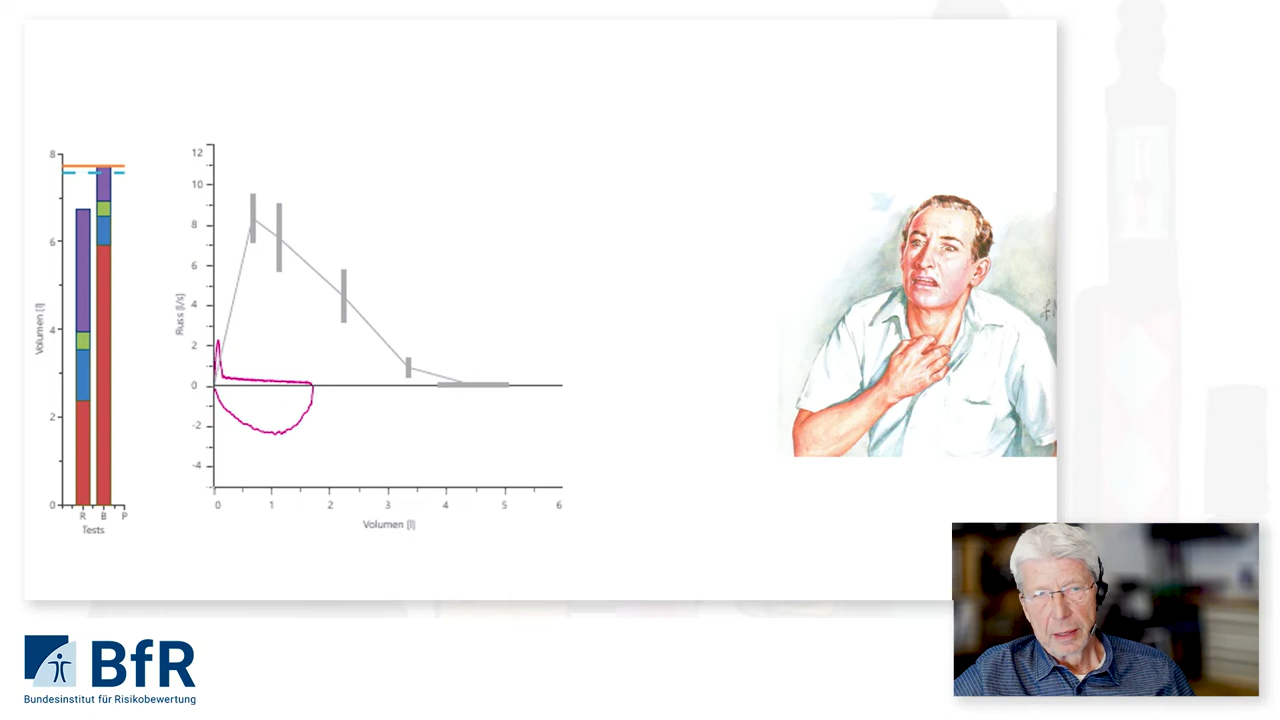 8
6
4
2
0
Volumen [l]
R B P
Tests
12
10
8
6
4
2
0
-2
-4
Fluss [l/s]
0 1 2 3 4 5 6
Volumen [l]
BfR
Bundesinstitut für Risikobewertung